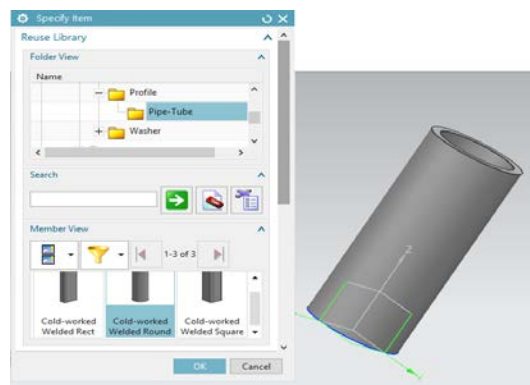 Specify Item
Reuse Library
Folder View
Name
Profile
Pipe-Tube
Washer
Search
Member View
1-3 of 3
Cold-worked Cold-worked Cold-worked
Welded Rect Welded Round Welded Square
OK Cancel
Z